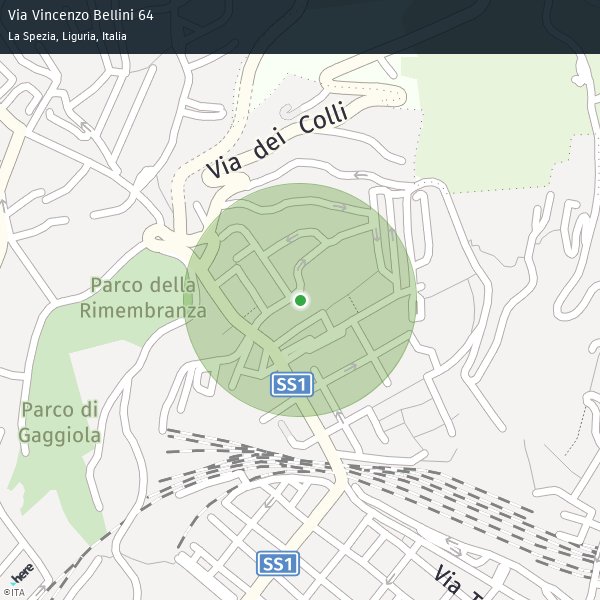 Via Vincenzo Bellini 64
La Spezia, Liguria, Italia
Via dei Colli
Parco della
Rimembranza
SS1
Parco di
Gaggiola
SS1
Via
here
©ITA